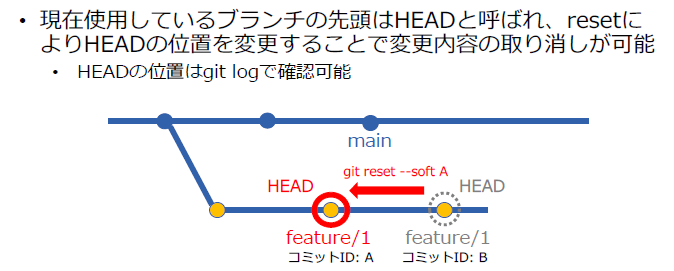 • 現在使用しているブランチの先頭はHEADと呼ばれ、resetに
よりHEADの位置を変更することで変更内容の取り消しが可能
• HEADの位置はgit logで確認可能
main
git reset --soft A
HEAD
HEAD
feature/1
feature/1
コミットID: A
コミットID: B